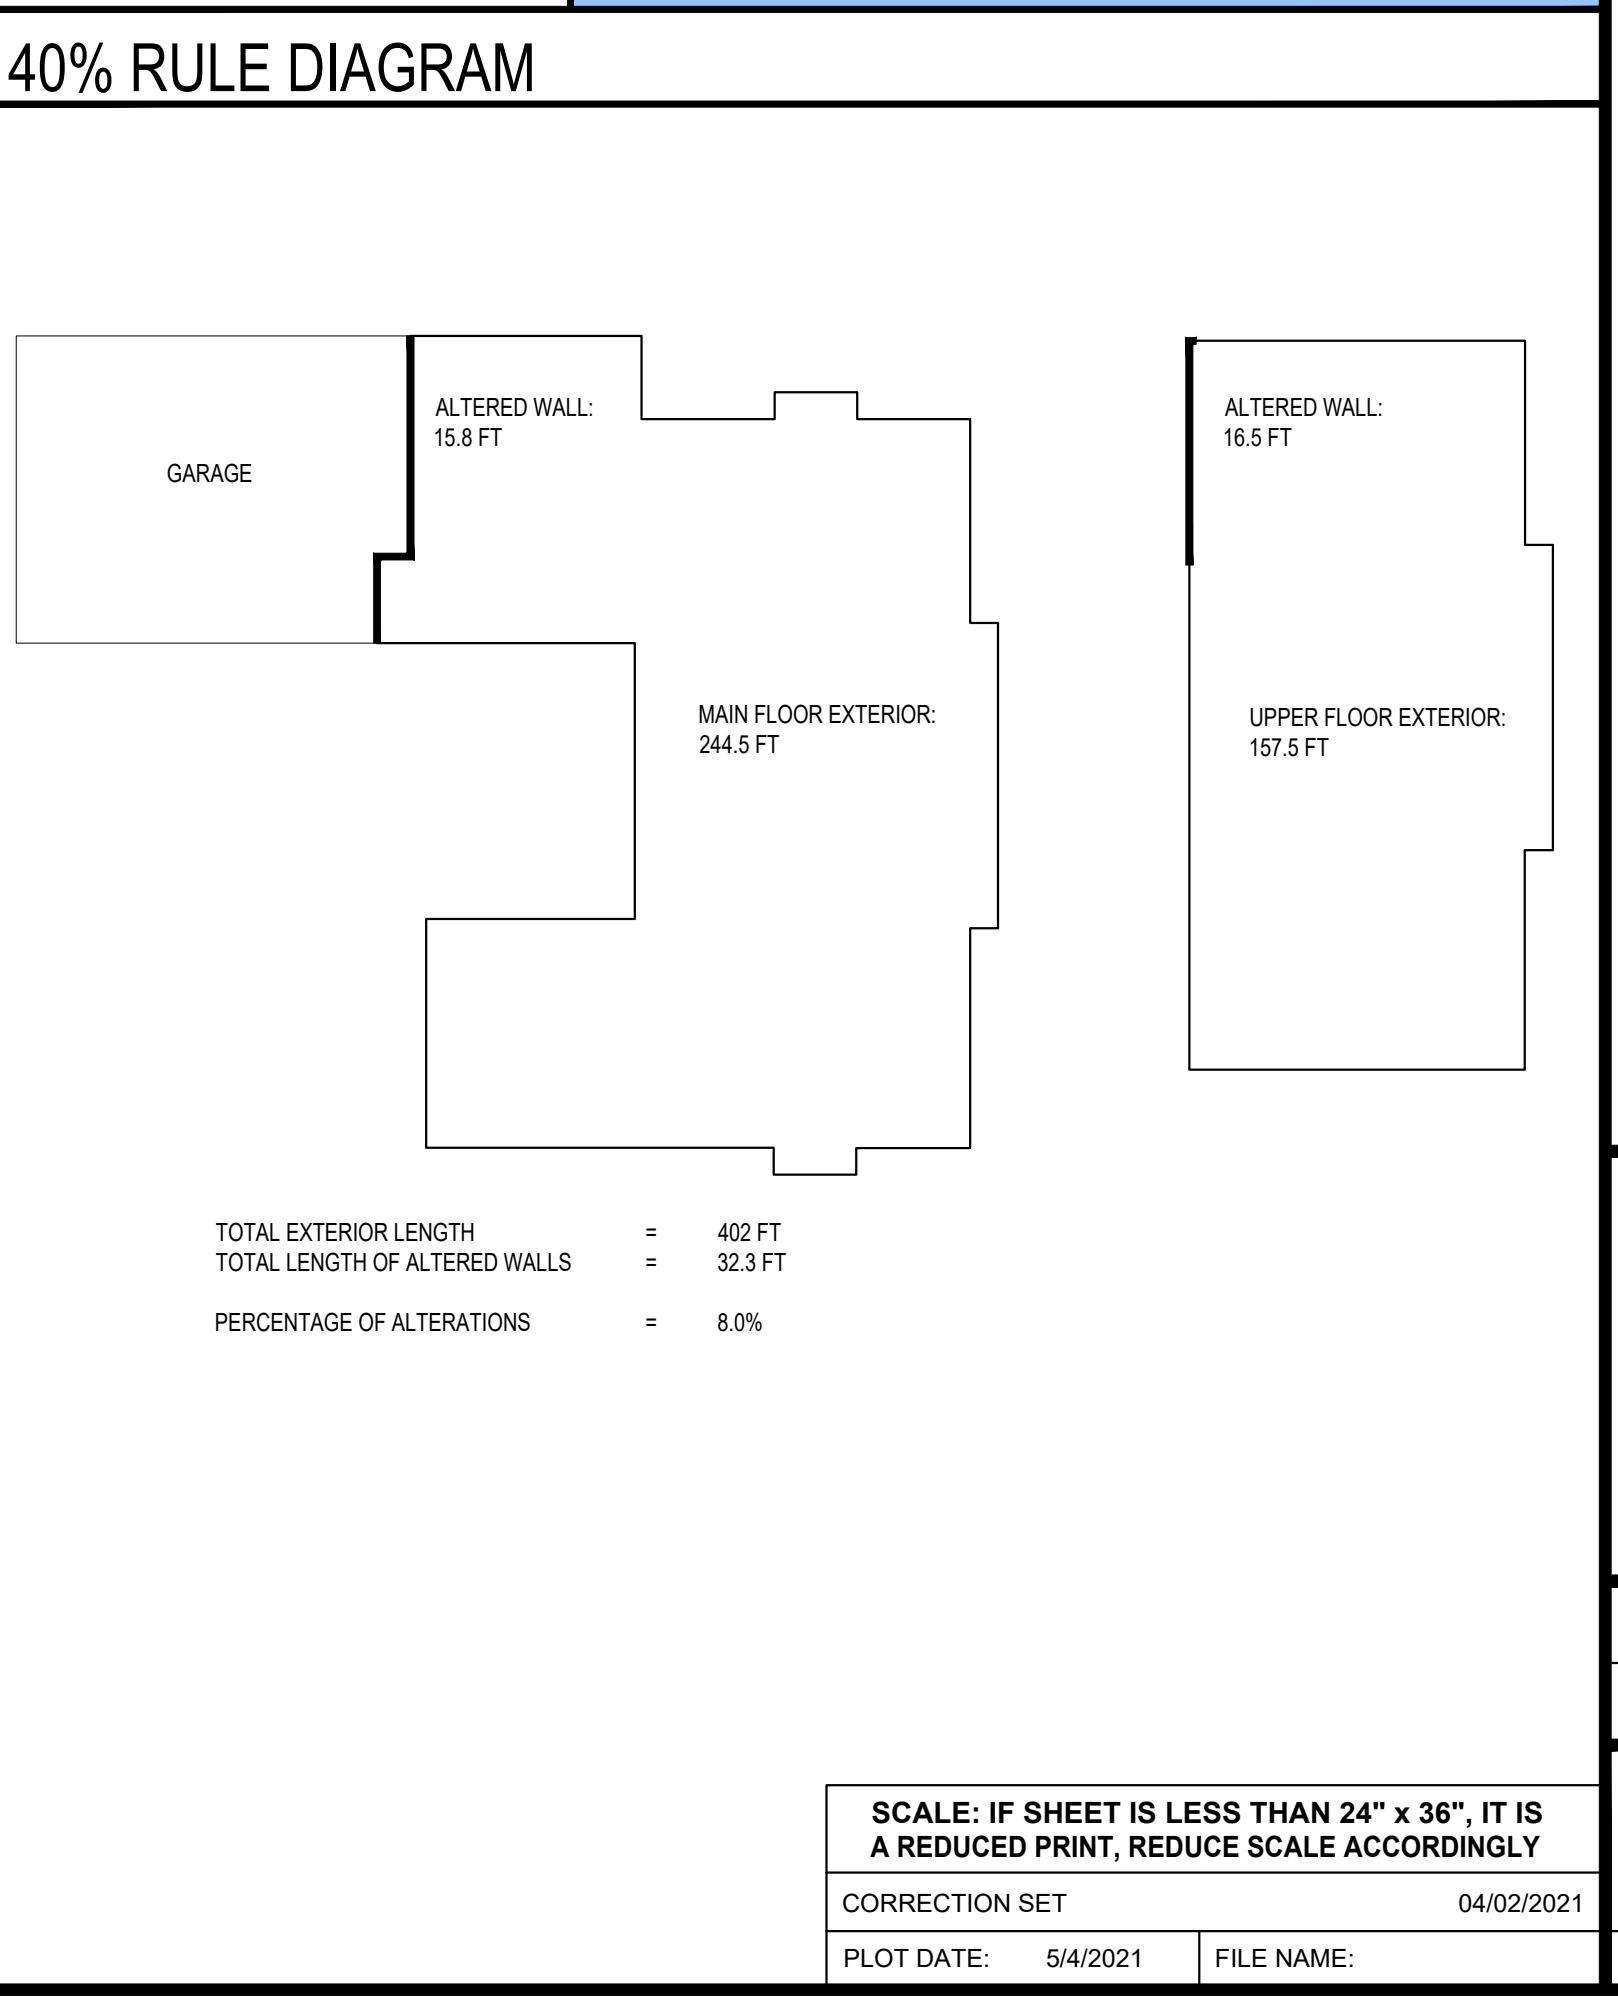 40% RULE DIAGRAM
ALTERED WALL:
15.8 FT
GARAGE
ALTERED WALL:
16.5 FT
MAIN FLOOR EXTERIOR:
244.5 FT
UPPER FLOOR EXTERIOR:
157.5 FT
TOTAL EXTERIOR LENGTH = 402 FT
TOTAL LENGTH OF ALTERED WALLS = 32.3 FT
PERCENTAGE OF ALTERATIONS = 8.0%
SCALE: IF SHEET IS LESS THAN 24" x 36", IT IS
A REDUCED PRINT, REDUCE SCALE ACCORDINGLY
CORRECTION SET 04/02/2021
PLOT DATE: 5/4/2021 FILE NAME: